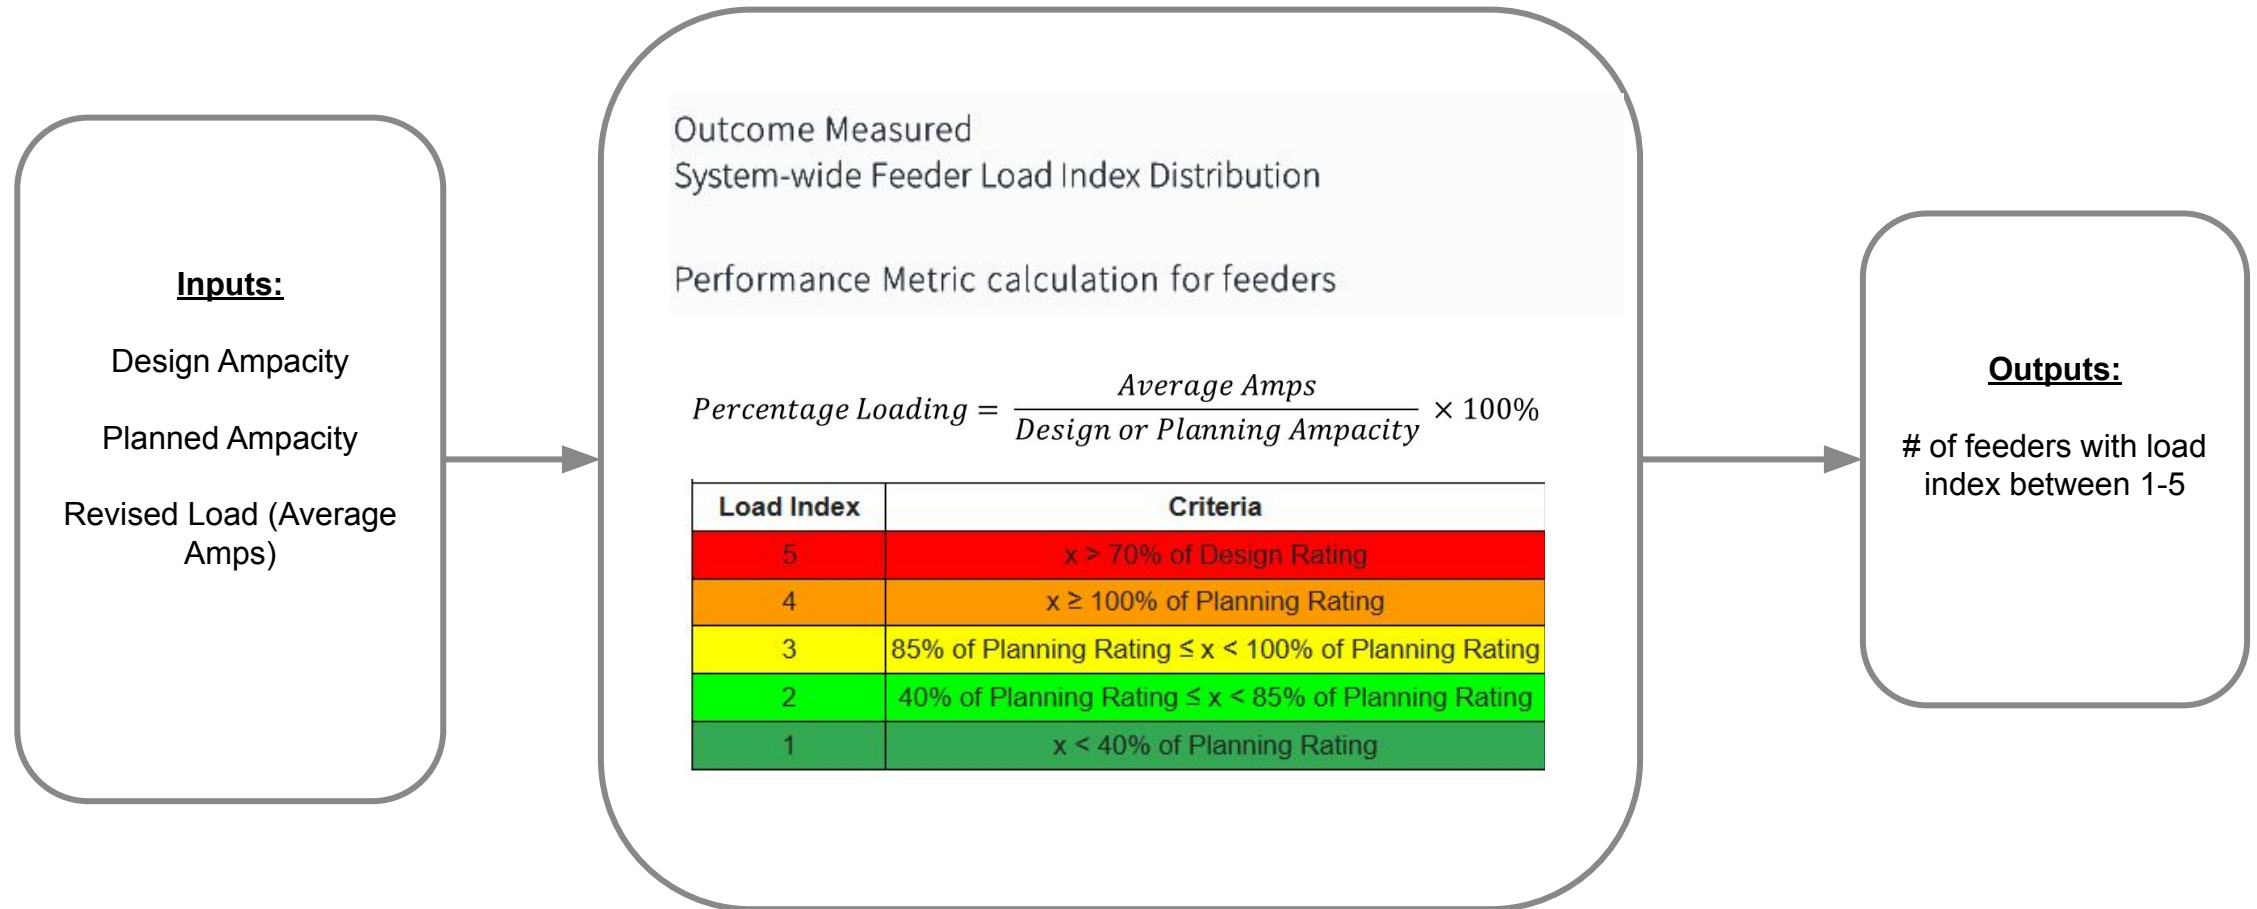 Inputs:
Design Ampacity
Planned Ampacity
Revised Load (Average
Amps)
Outcome Measured
System-wide Feeder Load Index Distribution
Performance Metric calculation for feeders
Percentage Loading = Average Amps / Design or Planning Ampacity × 100%
Load Index Criteria
5 x > 70% of Design Rating
4 x ≥ 100% of Planning Rating
3 85% of Planning Rating ≤ x < 100% of Planning Rating
2 40% of Planning Rating ≤ x < 85% of Planning Rating
1 x < 40% of Planning Rating
Outputs:
# of feeders with load
index between 1-5